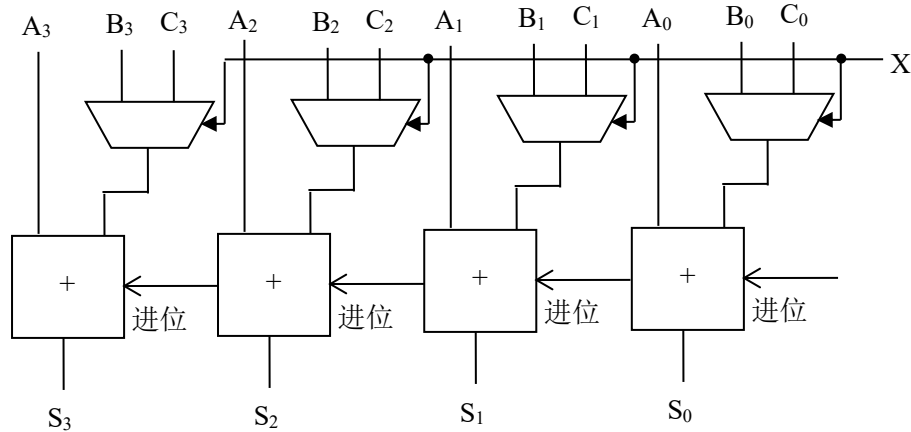 A₃ B₃ C₃ A₂ B₂ C₂ A₁ B₁ C₁ A₀ B₀ C₀
X
+ + + +
进位 进位 进位 进位
S₃ S₂ S₁ S₀